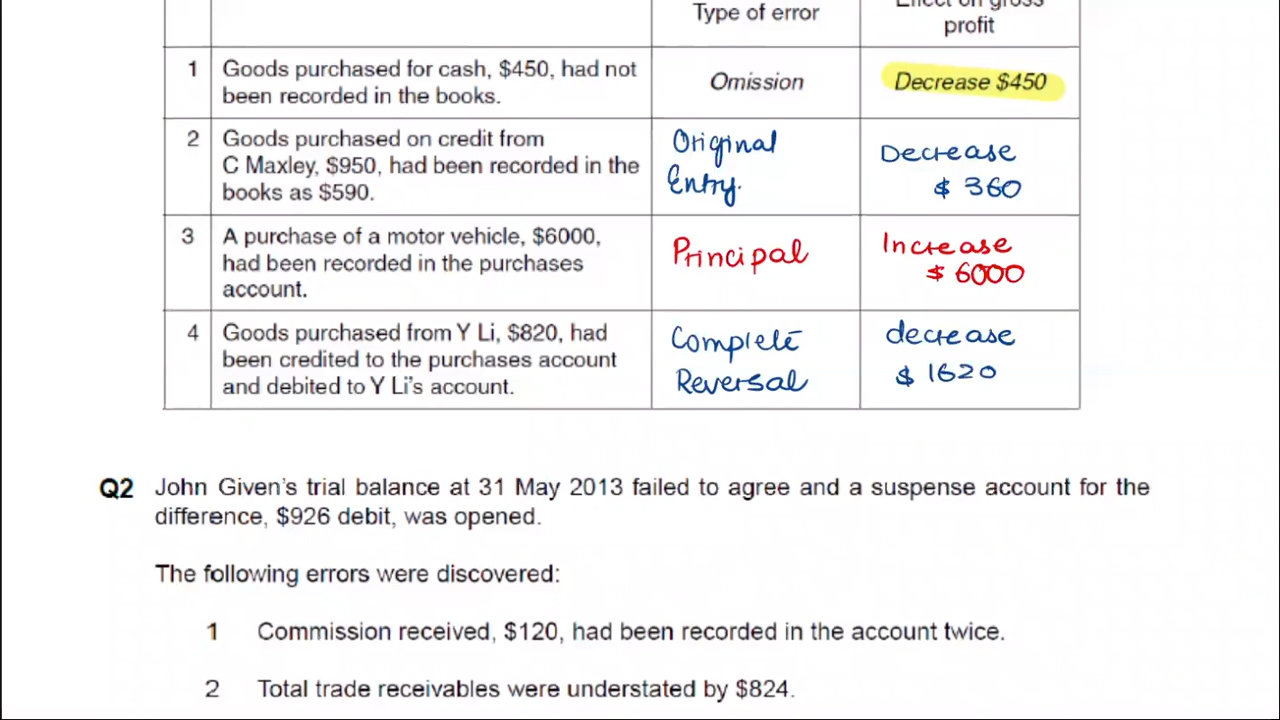 Type of error
Effect on gross
profit
1 Goods purchased for cash, $450, had not
been recorded in the books.
Omission
Decrease $450
2 Goods purchased on credit from
C Maxley, $950, had been recorded in the
books as $590.
Original
Entry.
Decrease
$ 360
3 A purchase of a motor vehicle, $6000,
had been recorded in the purchases
account.
Principal
Increase
$ 6000
4 Goods purchased from Y Li, $820, had
been credited to the purchases account
and debited to Y Li's account.
Complete
Reversal
decrease
$ 1620
Q2 John Given's trial balance at 31 May 2013 failed to agree and a suspense account for the
difference, $926 debit, was opened.
The following errors were discovered:
1 Commission received, $120, had been recorded in the account twice.
2 Total trade receivables were understated by $824.